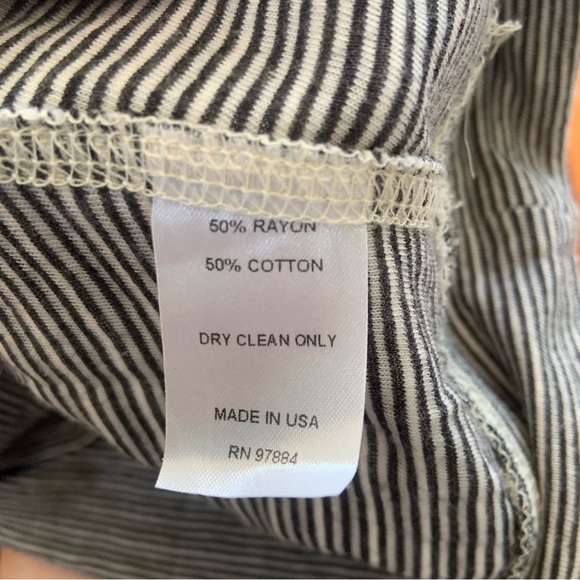 50% RAYON
50% COTTON
DRY CLEAN ONLY
MADE IN USA
RN 97884